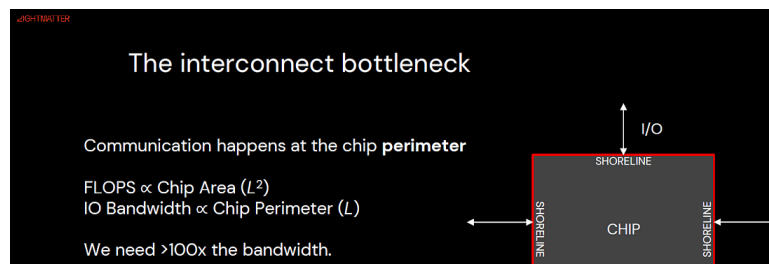 LIGHTMATTER
The interconnect bottleneck
Communication happens at the chip perimeter
FLOPS ∝ Chip Area (L²)
IO Bandwidth ∝ Chip Perimeter (L)
We need >100x the bandwidth.
I/O
SHORELINE
SHORELINE
CHIP
SHORELINE